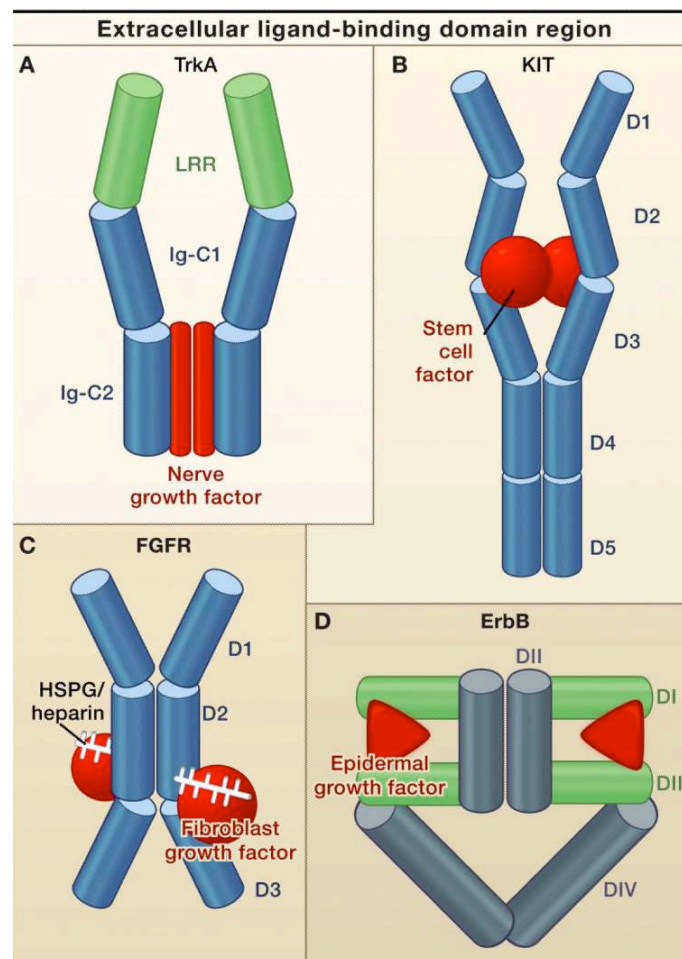 Extracellular ligand-binding domain region
A
TrkA
LRR
Ig-C1
Ig-C2
Nerve
growth factor
B
KIT
D1
D2
Stem
cell
factor
D3
D4
D5
C
FGFR
D1
HSPG/
heparin
D2
Fibroblast
growth factor
D3
D
ErbB
DII
DI
Epidermal
growth factor
DII
DIV